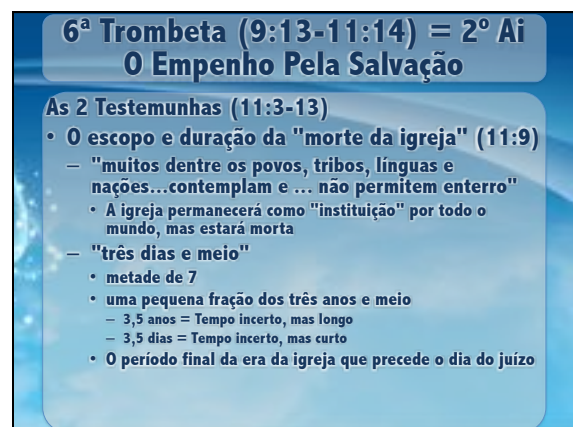 6ª Trombeta (9:13-11:14) = 2º Ai
O Empenho Pela Salvação
As 2 Testemunhas (11:3-13)
• O escopo e duração da "morte da igreja" (11:9)
– "muitos dentre os povos, tribos, línguas e
nações...contemplam e ... não permitem enterro"
• A igreja permanecerá como "instituição" por todo o
mundo, mas estará morta
– "três dias e meio"
• metade de 7
• uma pequena fração dos três anos e meio
– 3,5 anos = Tempo incerto, mas longo
– 3,5 dias = Tempo incerto, mas curto
• O período final da era da igreja que precede o dia do juízo